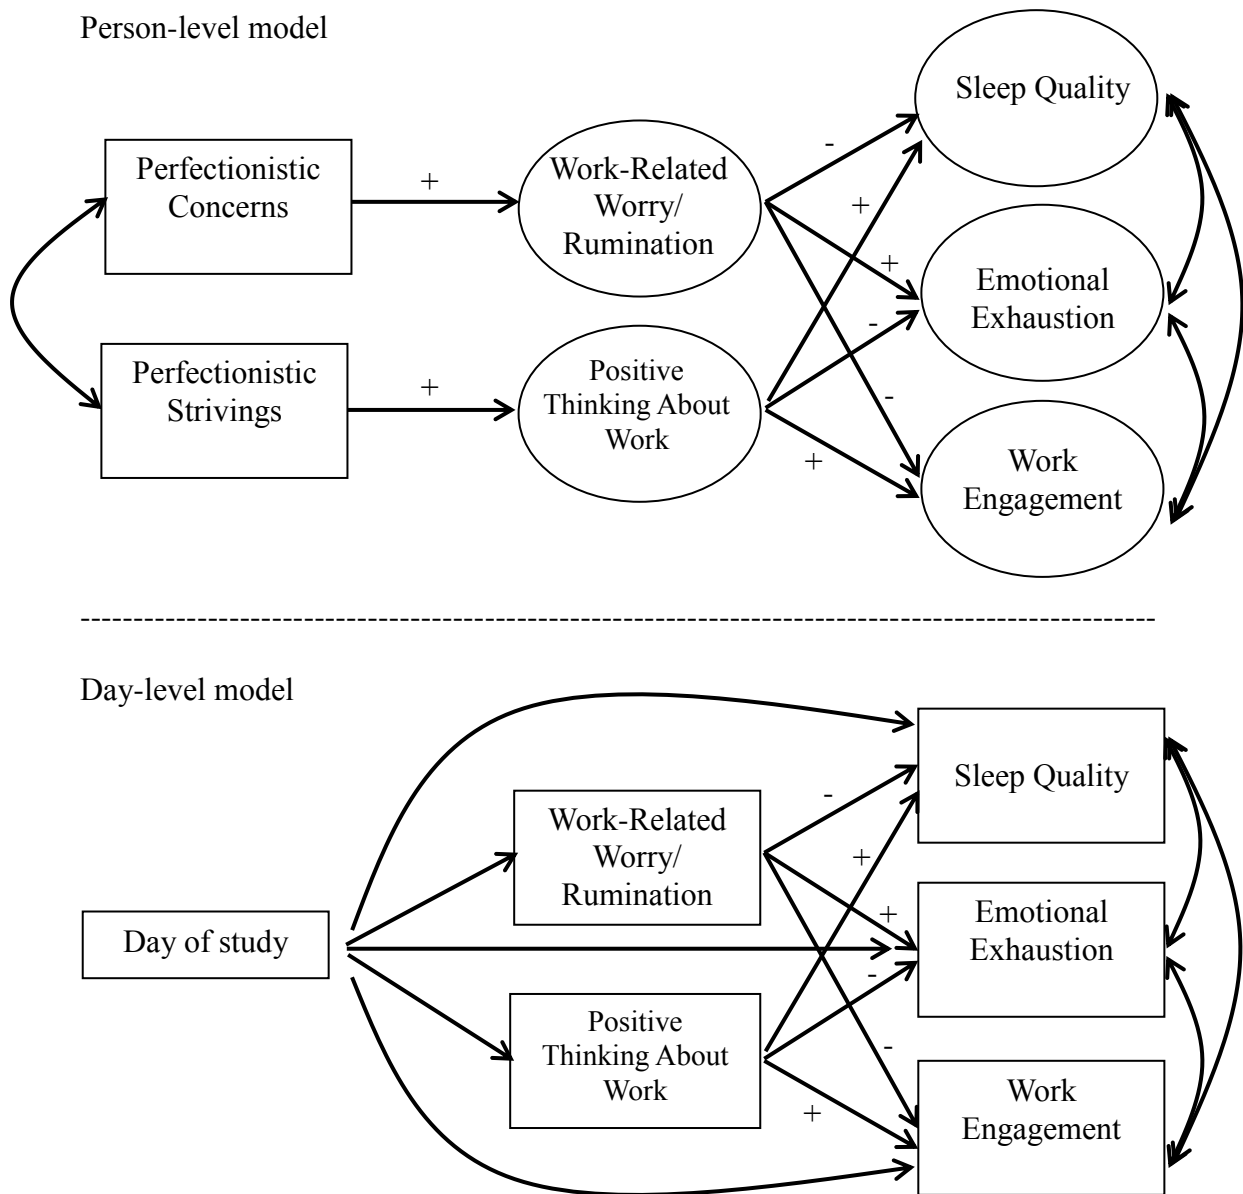 Person-level model
Sleep Quality
Perfectionistic
Concerns
+
Work-Related
Worry/
Rumination
-
+
+
Emotional
Exhaustion
-
Perfectionistic
Strivings
+
Positive
Thinking About
Work
-
+
Work
Engagement
--------------------------------------------------------------------------------
Day-level model
Sleep Quality
Work-Related
Worry/
Rumination
-
+
+
Emotional
Exhaustion
Day of study
-
Positive
Thinking About
Work
-
+
Work
Engagement